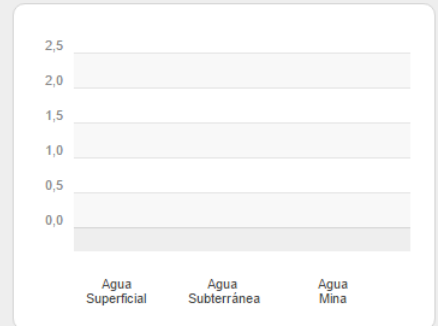 2,5
2,0
1,5
1,0
0,5
0,0
Agua
Superficial
Agua
Subterránea
Agua
Mina